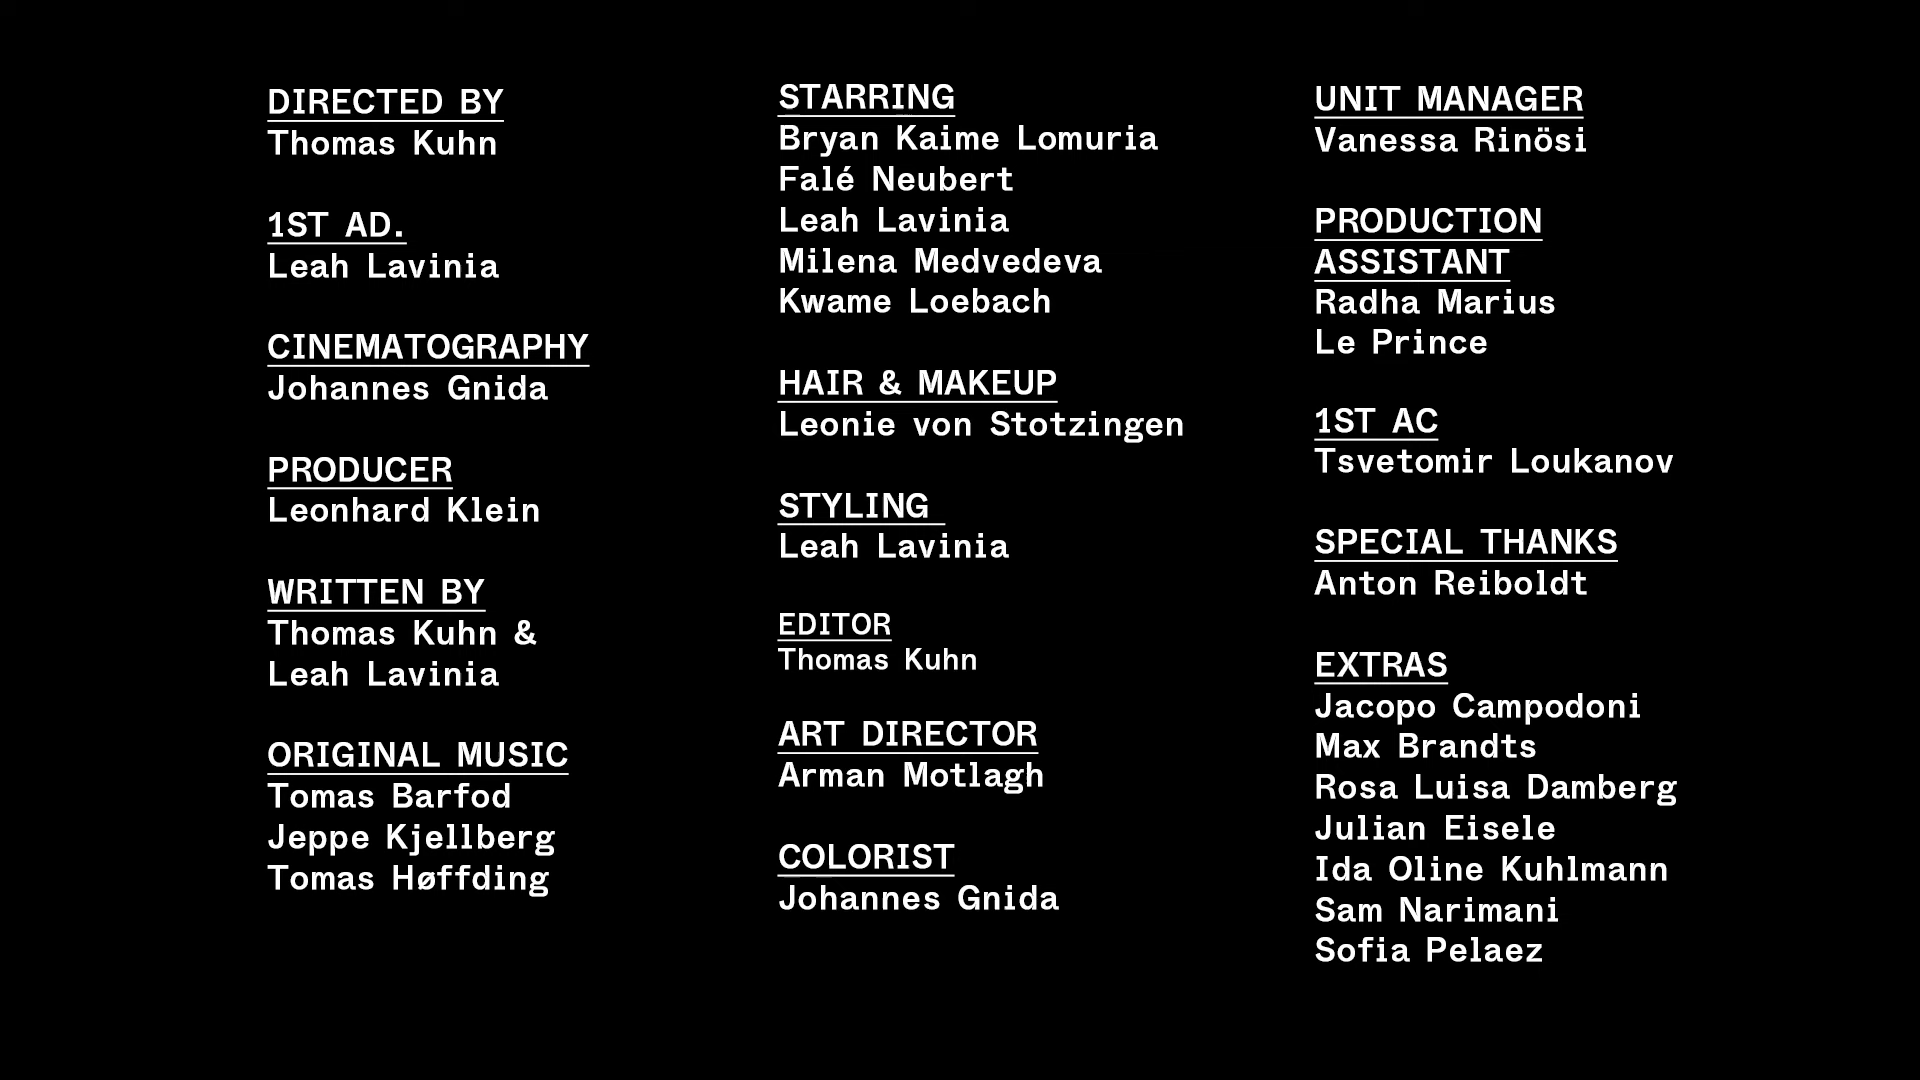 DIRECTED BY
Thomas Kuhn
1ST AD.
Leah Lavinia
CINEMATOGRAPHY
Johannes Gnida
PRODUCER
Leonhard Klein
WRITTEN BY
Thomas Kuhn &
Leah Lavinia
ORIGINAL MUSIC
Tomas Barfod
Jeppe Kjellberg
Tomas Høffding
STARRING
Bryan Kaime Lomuria
Falé Neubert
Leah Lavinia
Milena Medvedeva
Kwame Loebach
HAIR & MAKEUP
Leonie von Stotzingen
STYLING
Leah Lavinia
EDITOR
Thomas Kuhn
ART DIRECTOR
Arman Motlagh
COLORIST
Johannes Gnida
UNIT MANAGER
Vanessa Rinösi
PRODUCTION
ASSISTANT
Radha Marius
Le Prince
1ST AC
Tsvetomir Loukanov
SPECIAL THANKS
Anton Reiboldt
EXTRAS
Jacopo Campodoni
Max Brandts
Rosa Luisa Damberg
Julian Eisele
Ida Oline Kuhlmann
Sam Narimani
Sofia Pelaez